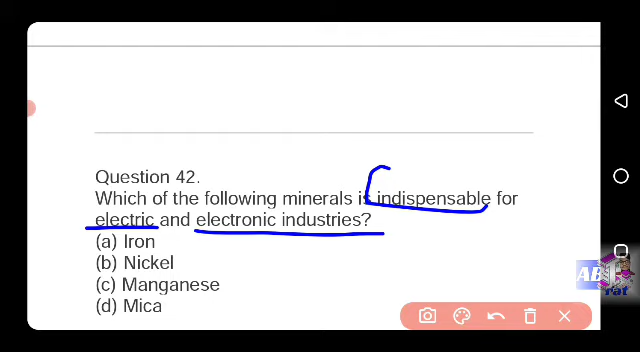 Question 42.
Which of the following minerals is indispensable for
electric and electronic industries?
(a) Iron
(b) Nickel
(c) Manganese
(d) Mica